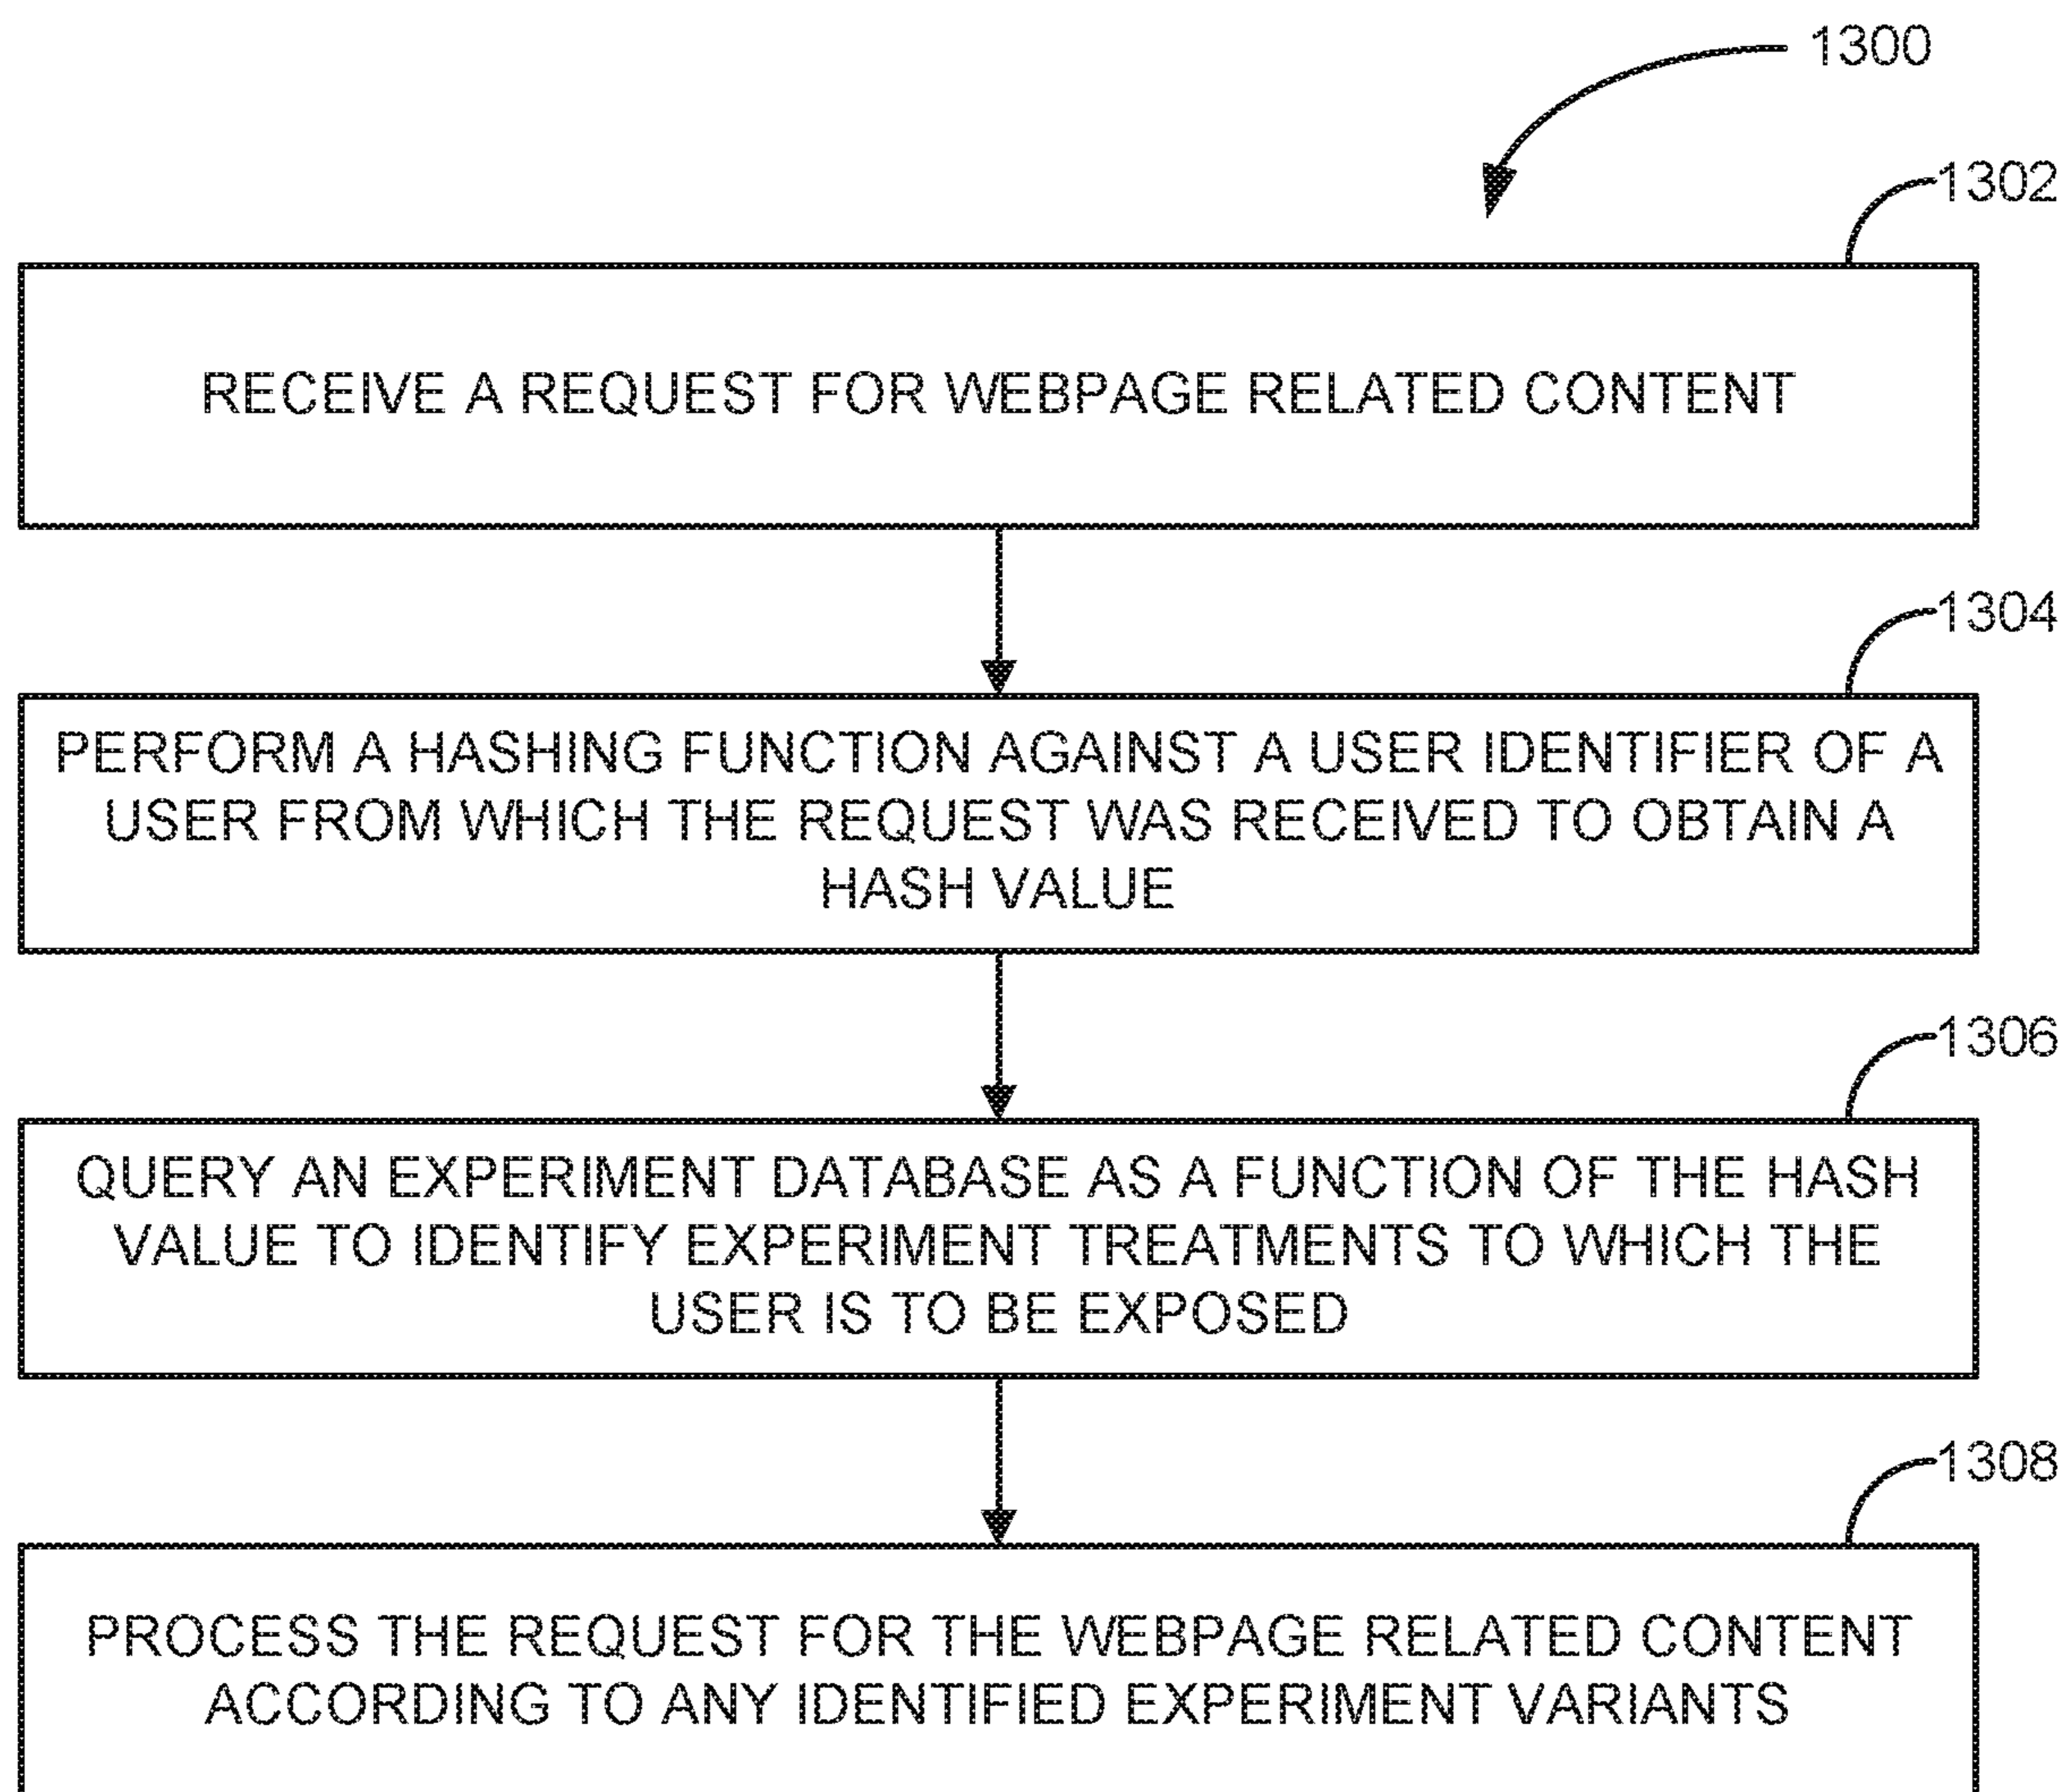 1300
1302
RECEIVE A REQUEST FOR WEBPAGE RELATED CONTENT
1304
PERFORM A HASHING FUNCTION AGAINST A USER IDENTIFIER OF A
USER FROM WHICH THE REQUEST WAS RECEIVED TO OBTAIN A
HASH VALUE
1306
QUERY AN EXPERIMENT DATABASE AS A FUNCTION OF THE HASH
VALUE TO IDENTIFY EXPERIMENT TREATMENTS TO WHICH THE
USER IS TO BE EXPOSED
1308
PROCESS THE REQUEST FOR THE WEBPAGE RELATED CONTENT
ACCORDING TO ANY IDENTIFIED EXPERIMENT VARIANTS